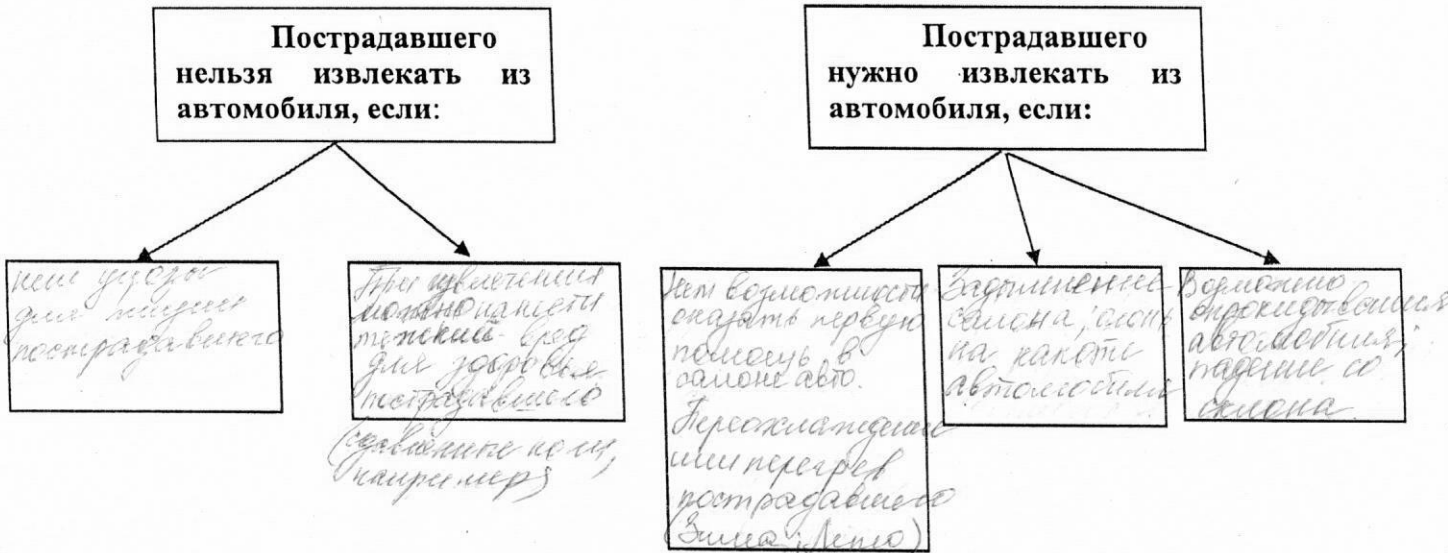 Пострадавшего
нельзя извлекать из
автомобиля, если:
нет угрозы
для жизни
пострадавшего
При извлечении
можно нанести
тяжкий вред
для здоровья
пострадавшего
(сдавление ноги,
например)
Пострадавшего
нужно извлекать из
автомобиля, если:
Нет возможности
оказать первую
помощь в
салоне авто.
Переохлаждение
или перегрев
пострадавшего
(Зима, Лето)
Задымление
салона, огонь
на капоте
автомобиля
Возможно
опрокидывания
автомобиля;
падение со
склона.